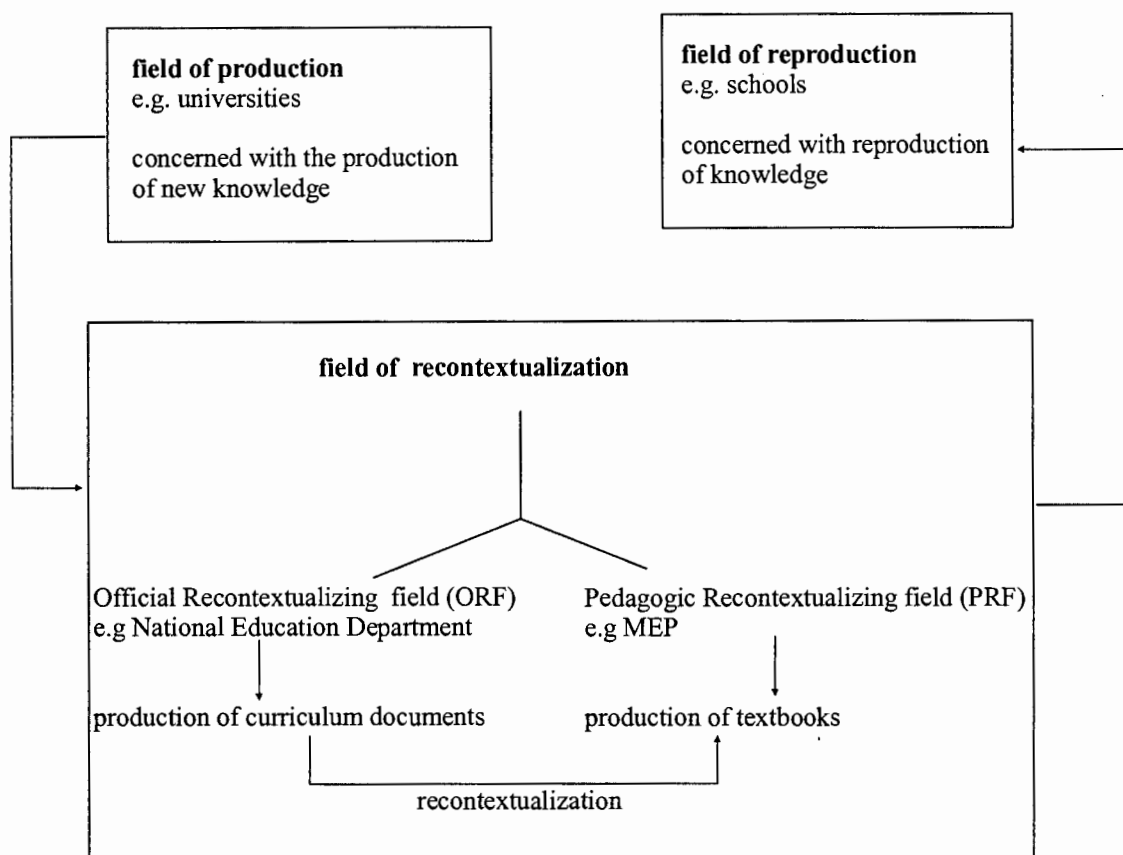 field of production
e.g. universities
concerned with the production
of new knowledge
field of reproduction
e.g. schools
concerned with reproduction
of knowledge
field of recontextualization
Official Recontextualizing field (ORF)
e.g National Education Department
Pedagogic Recontextualizing field (PRF)
e.g MEP
production of curriculum documents
production of textbooks
recontextualization